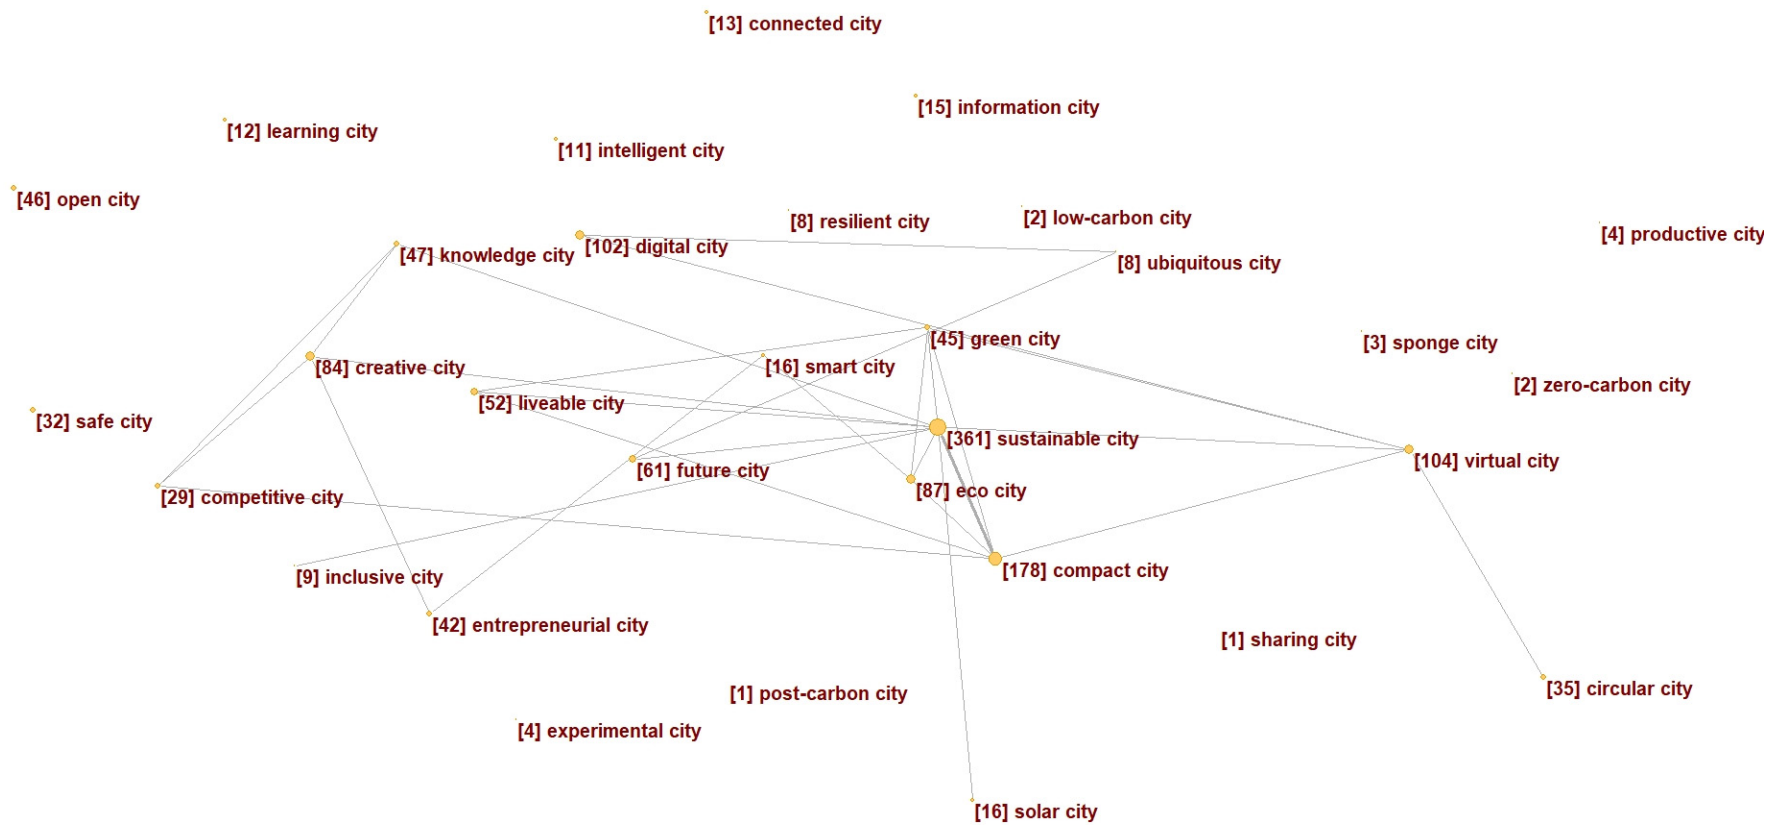 [13] connected city
[15] information city
[12] learning city
[11] intelligent city
[46] open city
[8] resilient city
[2] low-carbon city
[4] productive city
[47] knowledge city
[102] digital city
[8] ubiquitous city
[45] green city
[3] sponge city
[84] creative city
[16] smart city
[2] zero-carbon city
[52] liveable city
[32] safe city
[361] sustainable city
[61] future city
[104] virtual city
[29] competitive city
[87] eco city
[9] inclusive city
[178] compact city
[42] entrepreneurial city
[1] sharing city
[1] post-carbon city
[35] circular city
[4] experimental city
[16] solar city